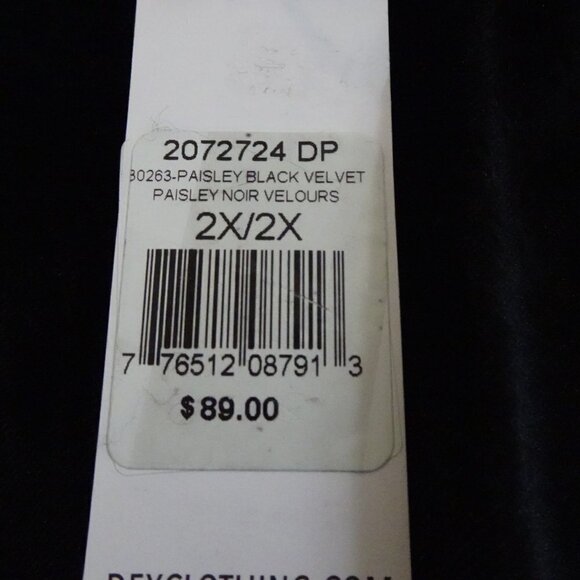 2072724 DP
30263-PAISLEY BLACK VELVET
PAISLEY NOIR VELOURS
2X/2X
7 76512 08791 3
$89.00